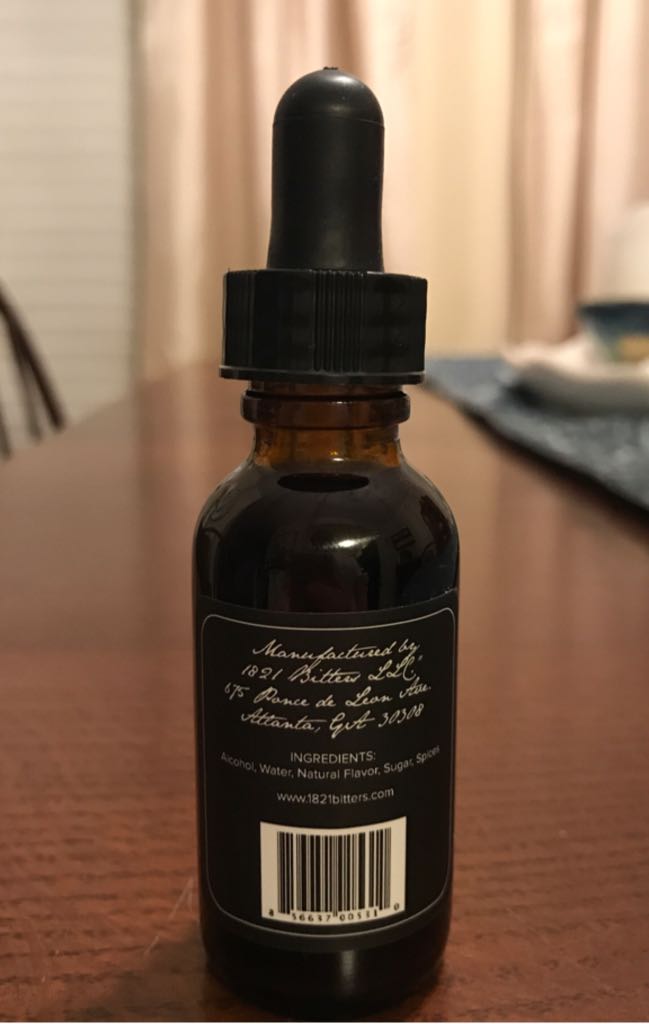 Manufactured by
1821 Bitters LLC.
675 Ponce de Leon Ave.
Atlanta, GA 30308
INGREDIENTS:
Alcohol, Water, Natural Flavor, Sugar, Spices
www.1821bitters.com
8 56637 00531 0